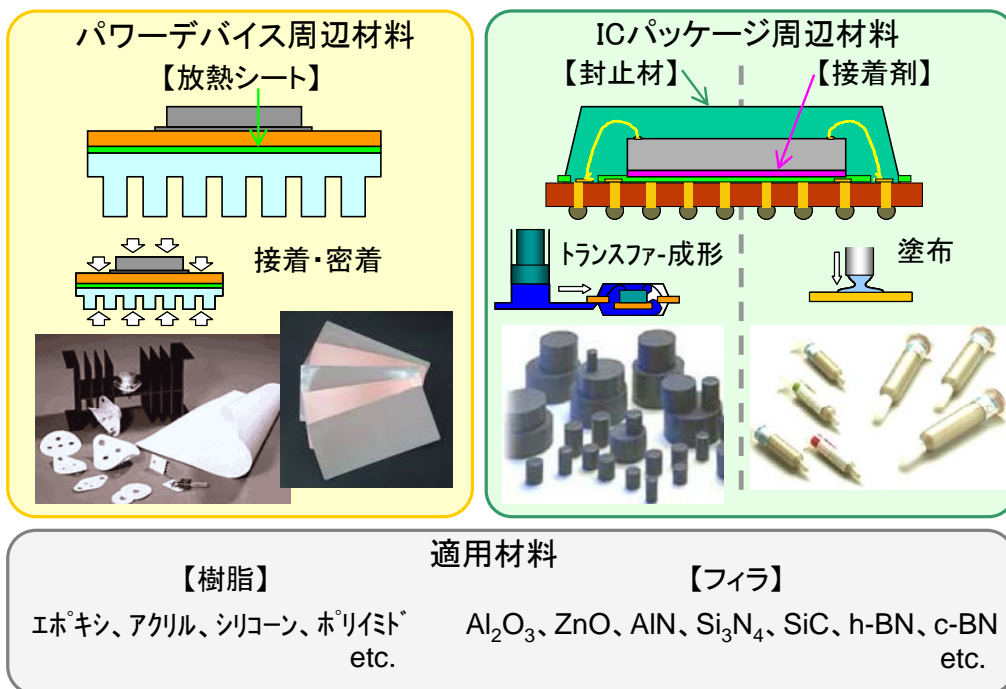 パワーデバイス周辺材料
【放熱シート】
接着・密着
ICパッケージ周辺材料
【封止材】
【接着剤】
トランスファー成形
塗布
適用材料
【樹脂】
エポキシ、アクリル、シリコーン、ポリイミド
etc.
【フィラ】
Al₂O₃、ZnO、AlN、Si₃N₄、SiC、h-BN、c-BN
etc.